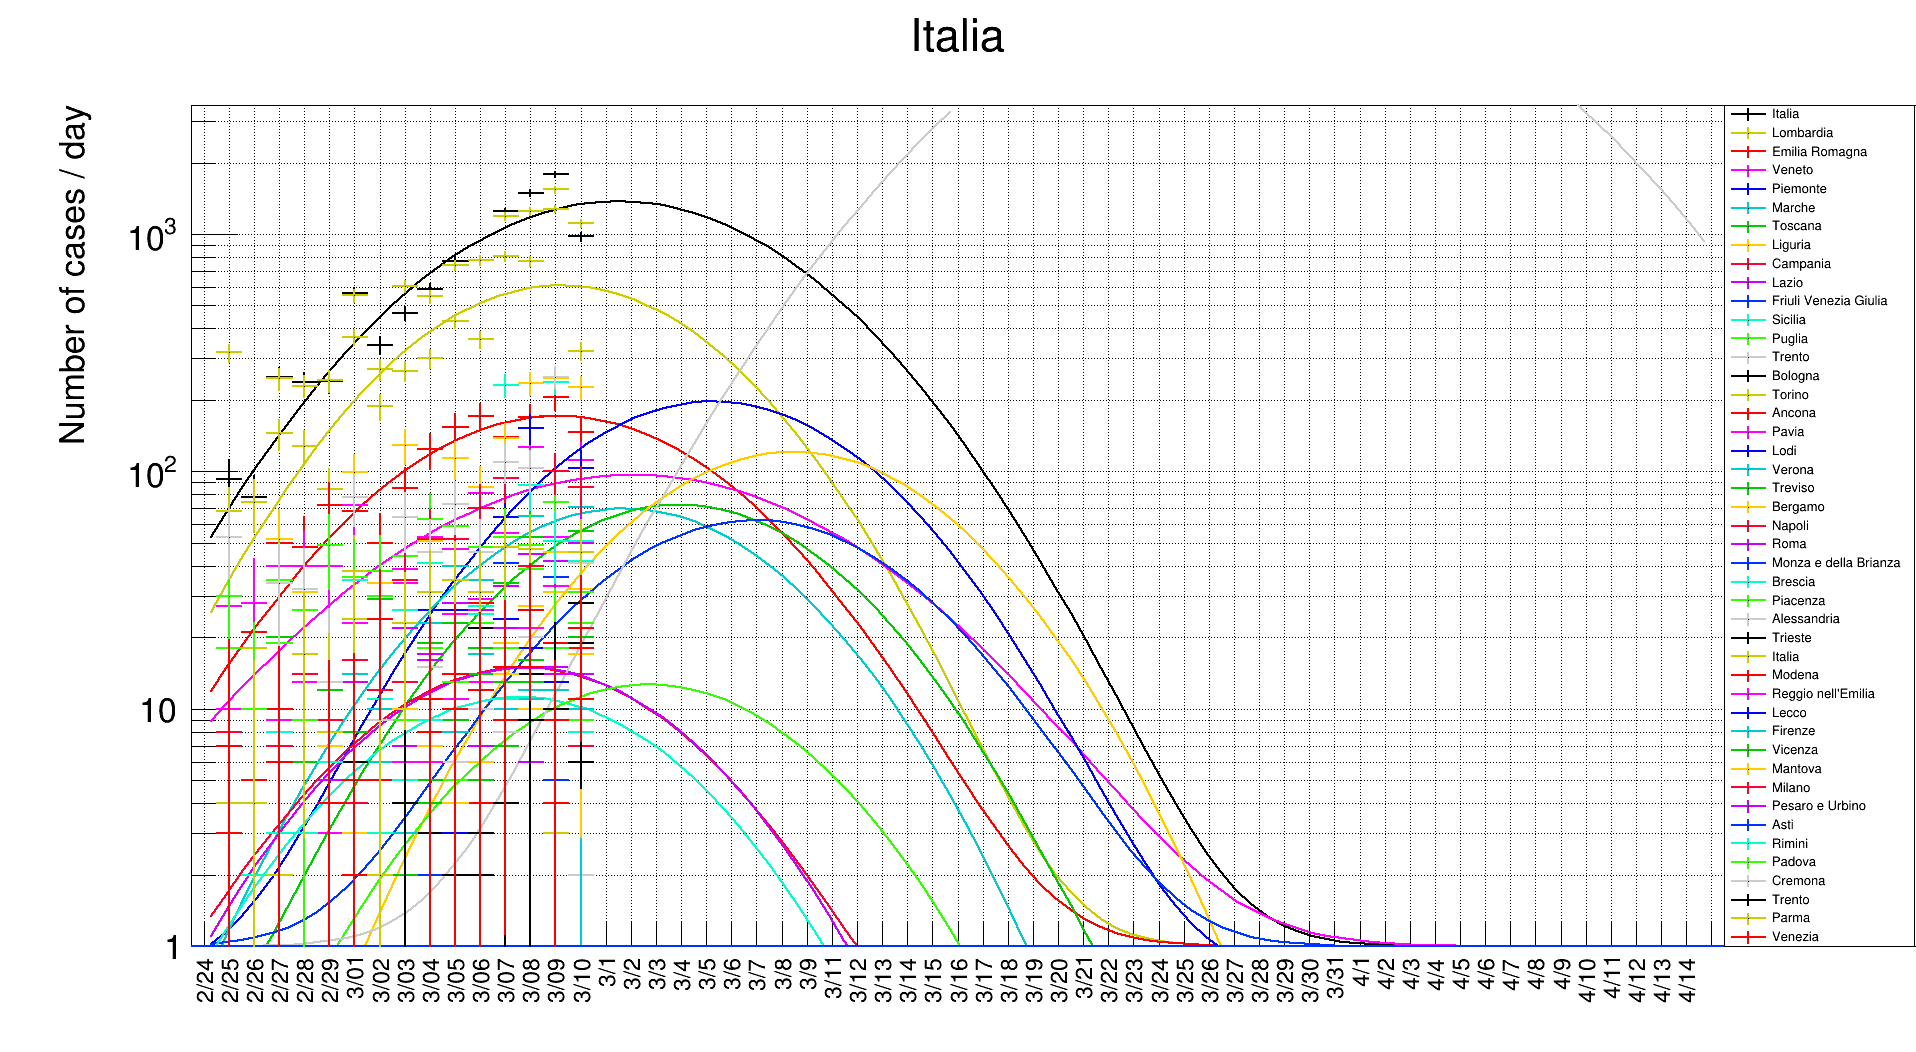 Italia
Number of cases / day
10³
10²
10
1
2/24
2/25
2/26
2/27
2/28
2/29
3/01
3/02
3/03
3/04
3/05
3/06
3/07
3/08
3/09
3/10
3/1
3/2
3/3
3/4
3/5
3/6
3/7
3/8
3/9
3/11
3/12
3/13
3/14
3/15
3/16
3/17
3/18
3/19
3/20
3/21
3/22
3/23
3/24
3/25
3/26
3/27
3/28
3/29
3/30
3/31
4/1
4/2
4/3
4/4
4/5
4/6
4/7
4/8
4/9
4/10
4/11
4/12
4/13
4/14
Italia
Lombardia
Emilia Romagna
Veneto
Piemonte
Marche
Toscana
Liguria
Campania
Lazio
Friuli Venezia Giulia
Sicilia
Puglia
Trento
Bologna
Torino
Ancona
Pavia
Lodi
Verona
Treviso
Bergamo
Napoli
Roma
Monza e della Brianza
Brescia
Piacenza
Alessandria
Trieste
Italia
Modena
Reggio nell'Emilia
Lecco
Firenze
Vicenza
Mantova
Milano
Pesaro e Urbino
Asti
Rimini
Padova
Cremona
Trento
Parma
Venezia